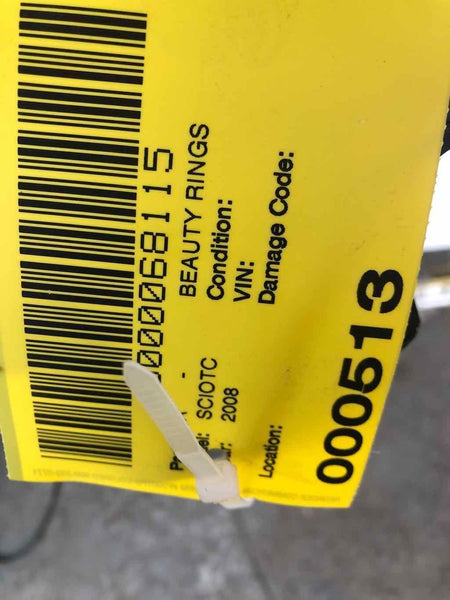 000068115
- BEAUTY RINGS
SCIOTC Condition:
2008 VIN:
Damage Code:
Location:
000513